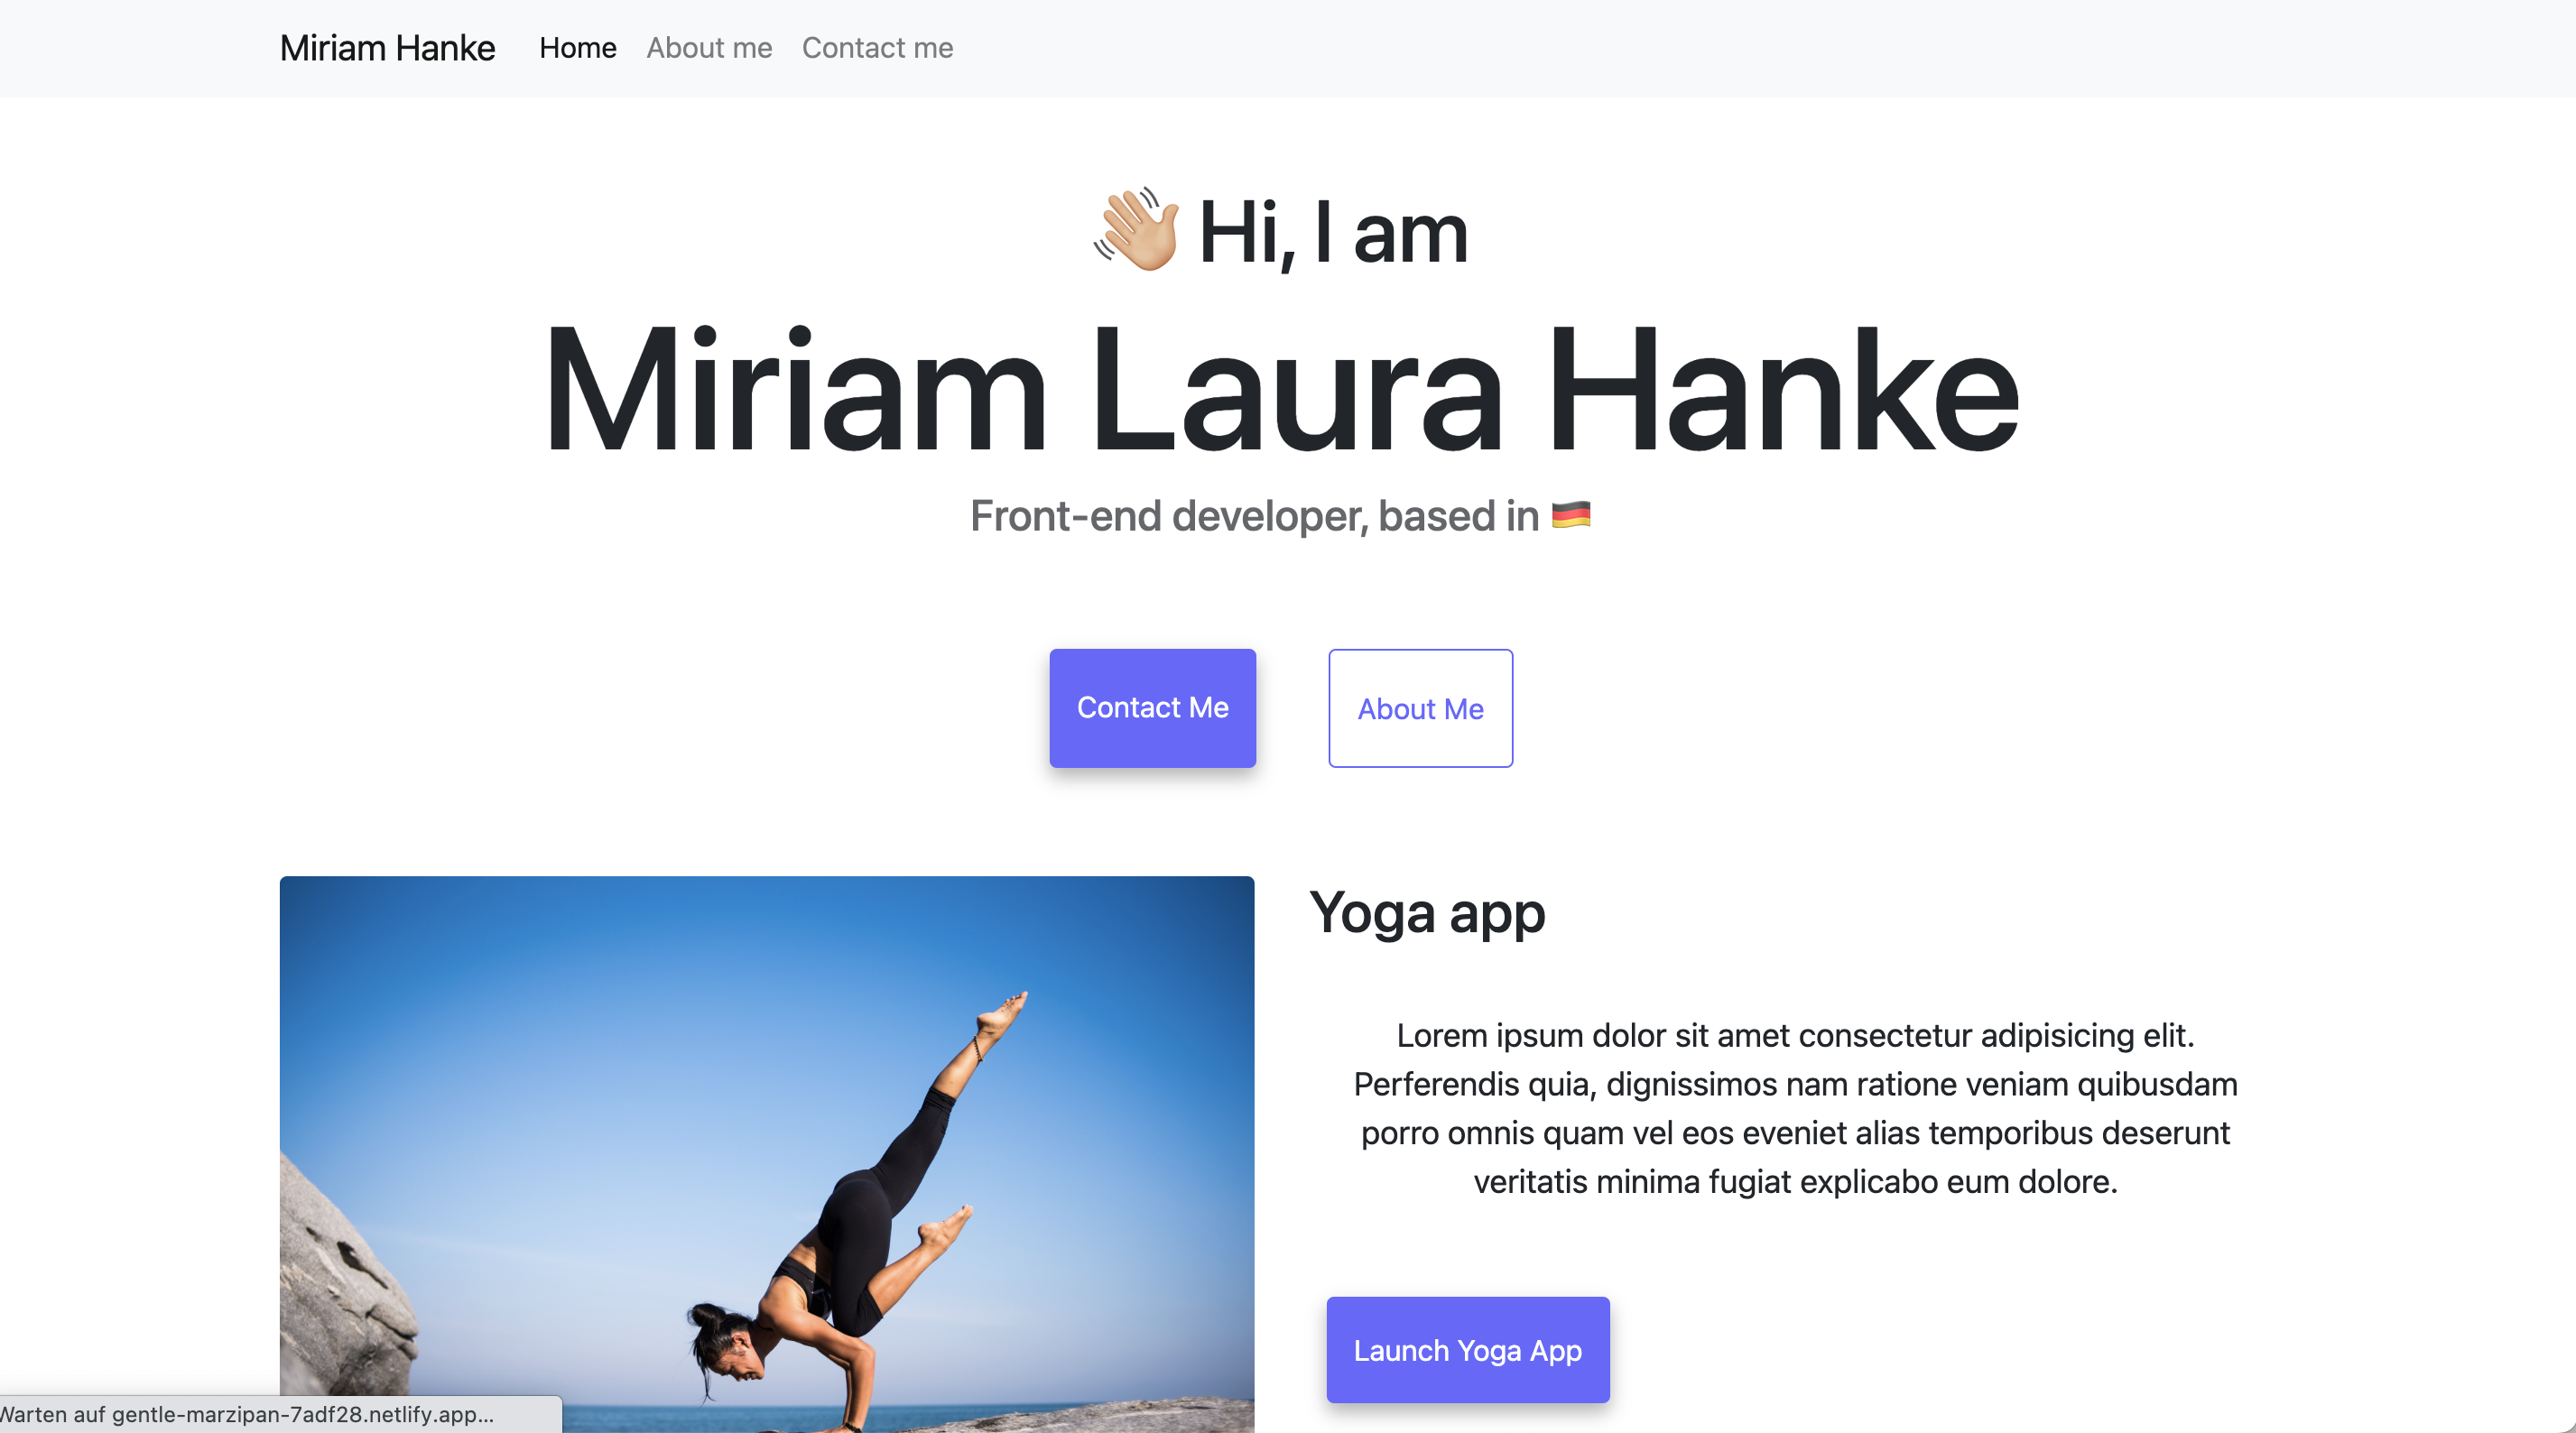 Miriam Hanke Home About me Contact me
👋🏼 Hi, I am
Miriam Laura Hanke
Front-end developer, based in 🇩🇪
Contact Me About Me
Yoga app
Lorem ipsum dolor sit amet consectetur adipisicing elit.
Perferendis quia, dignissimos nam ratione veniam quibusdam
porro omnis quam vel eos eveniet alias temporibus deserunt
veritatis minima fugiat explicabo eum dolore.
Launch Yoga App
Warten auf gentle-marzipan-7adf28.netlify.app...